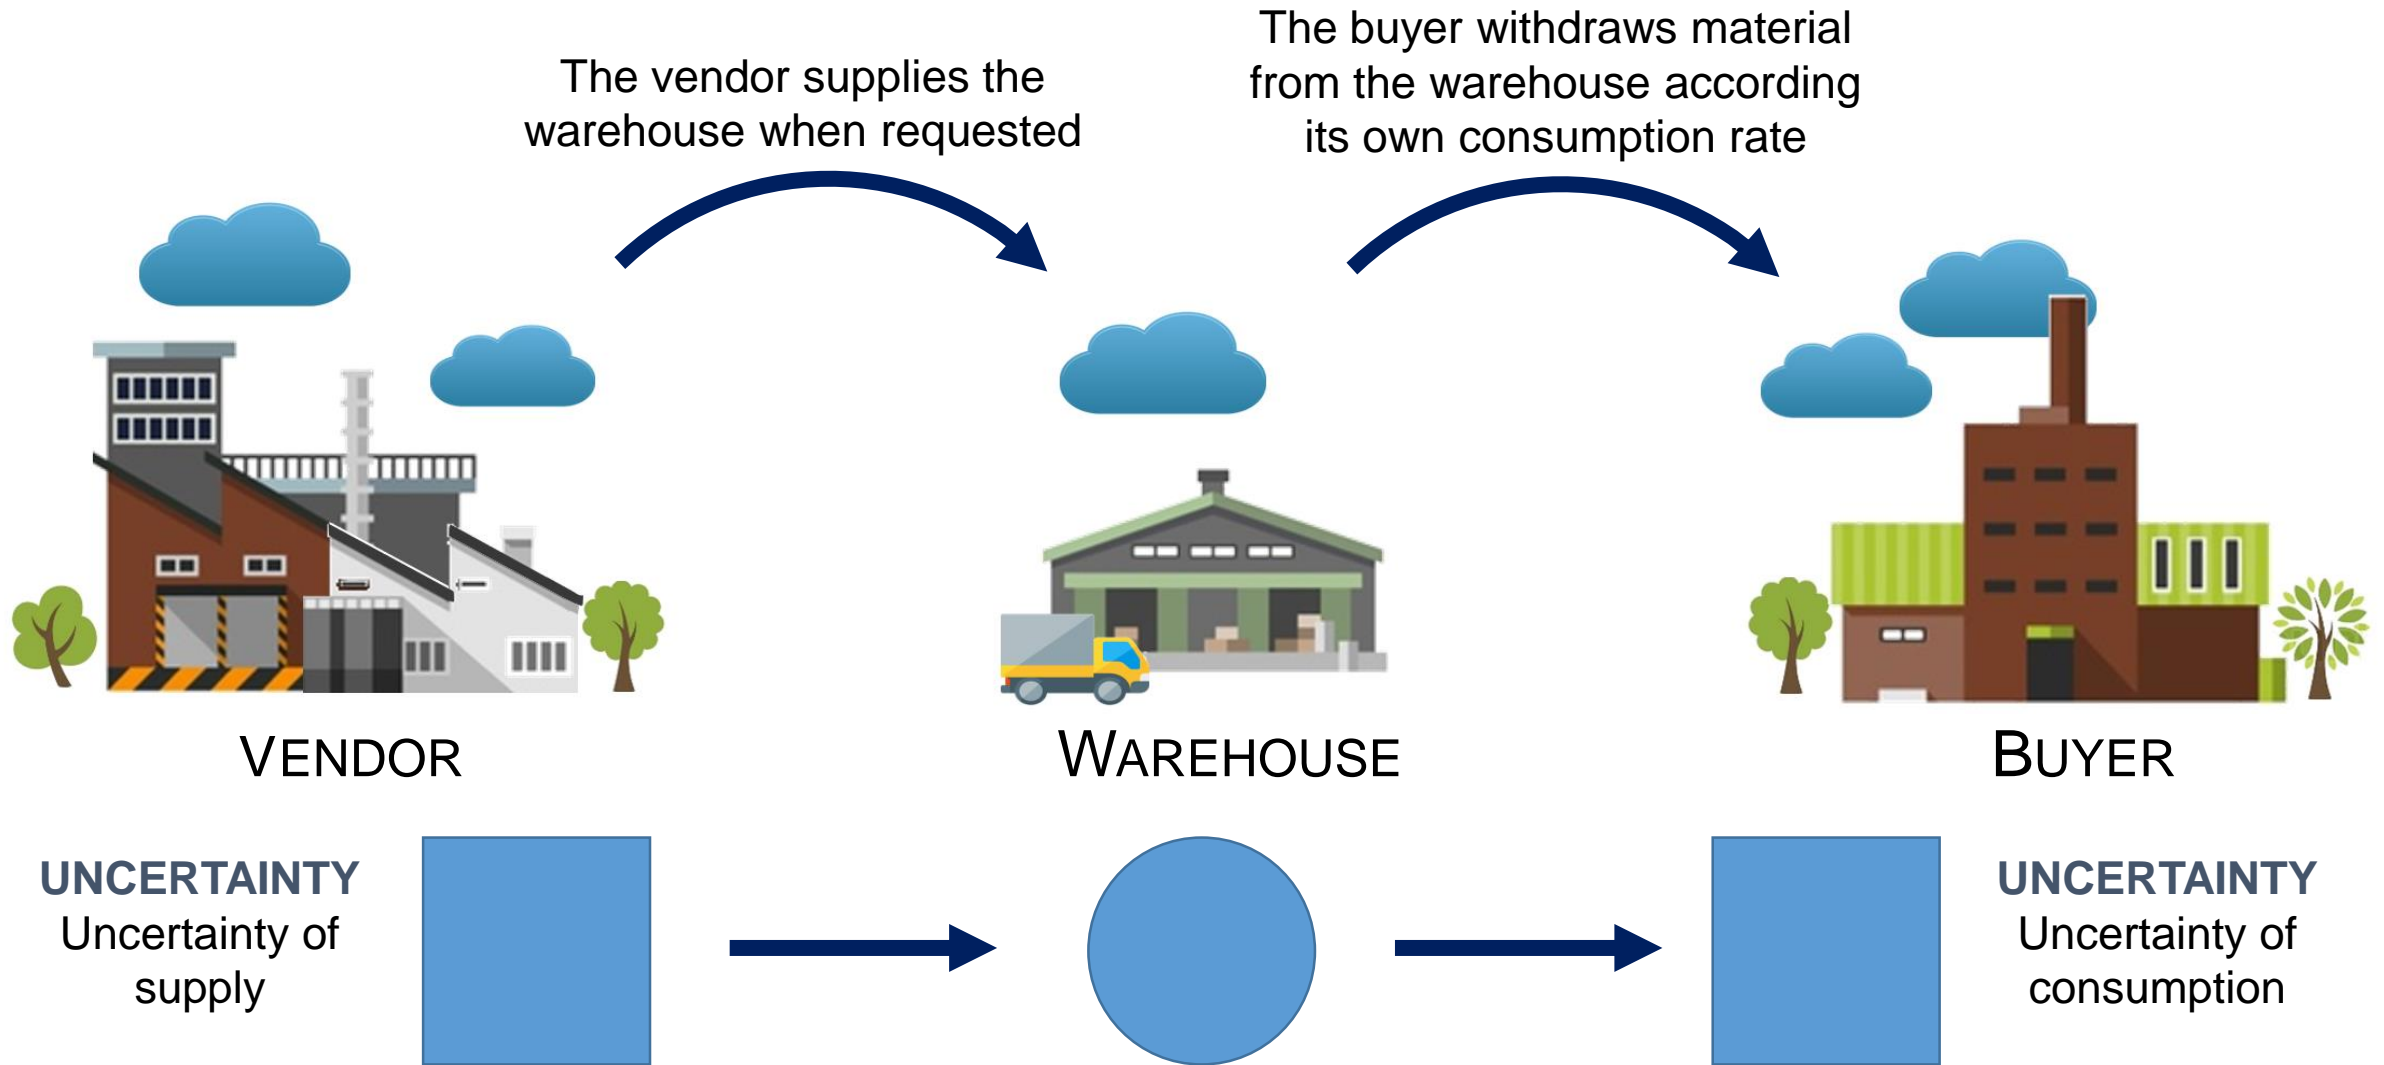 The vendor supplies the
warehouse when requested
The buyer withdraws material
from the warehouse according
its own consumption rate
VENDOR
WAREHOUSE
BUYER
UNCERTAINTY
Uncertainty of
supply
UNCERTAINTY
Uncertainty of
consumption